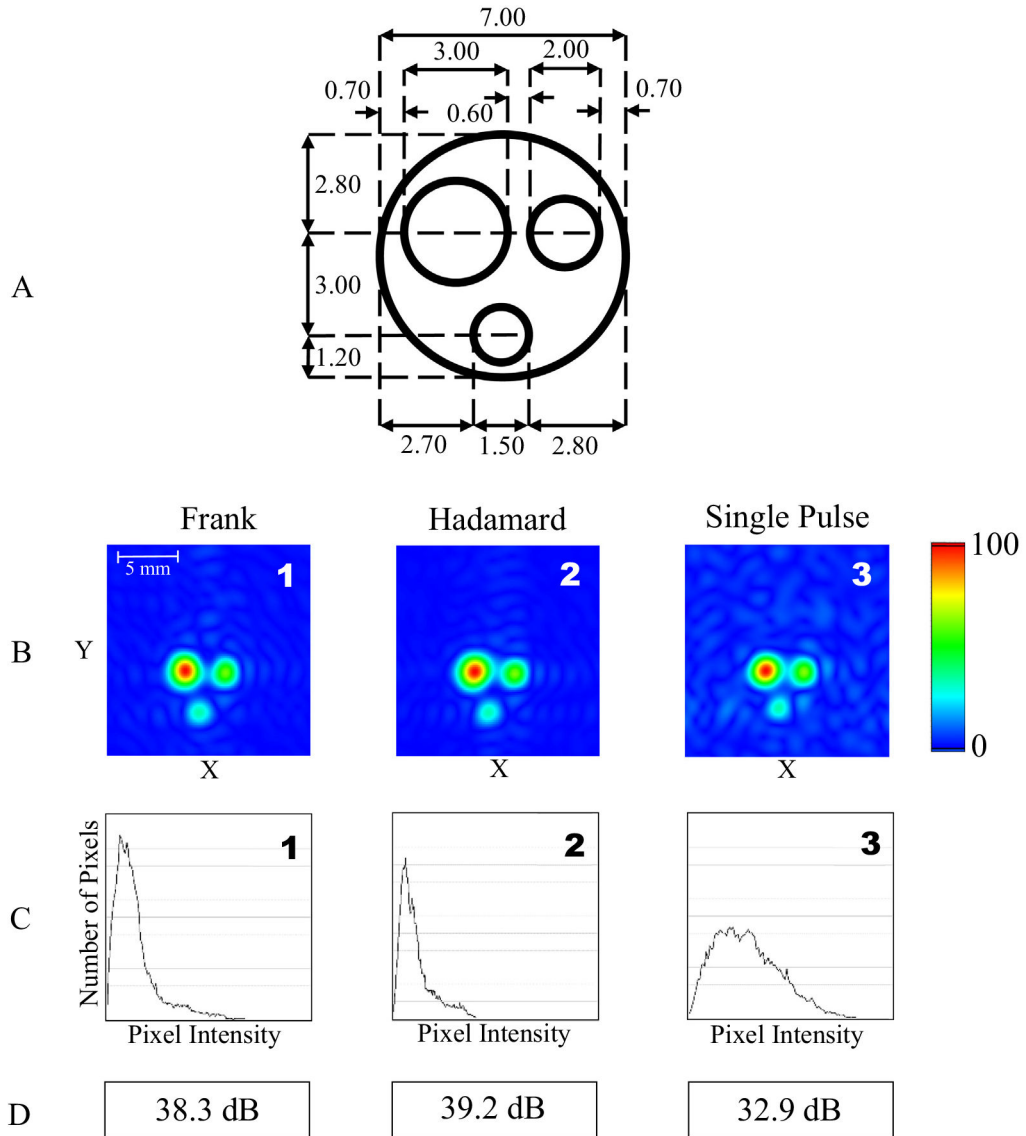 7.00
3.00 2.00
0.70 0.70
0.60
2.80
A
3.00
1.20
2.70 1.50 2.80
Frank Hadamard Single Pulse
5 mm 1 2 3 100
B Y
0
X X X
C Number of Pixels 1 2 3
Pixel Intensity Pixel Intensity Pixel Intensity
D 38.3 dB 39.2 dB 32.9 dB